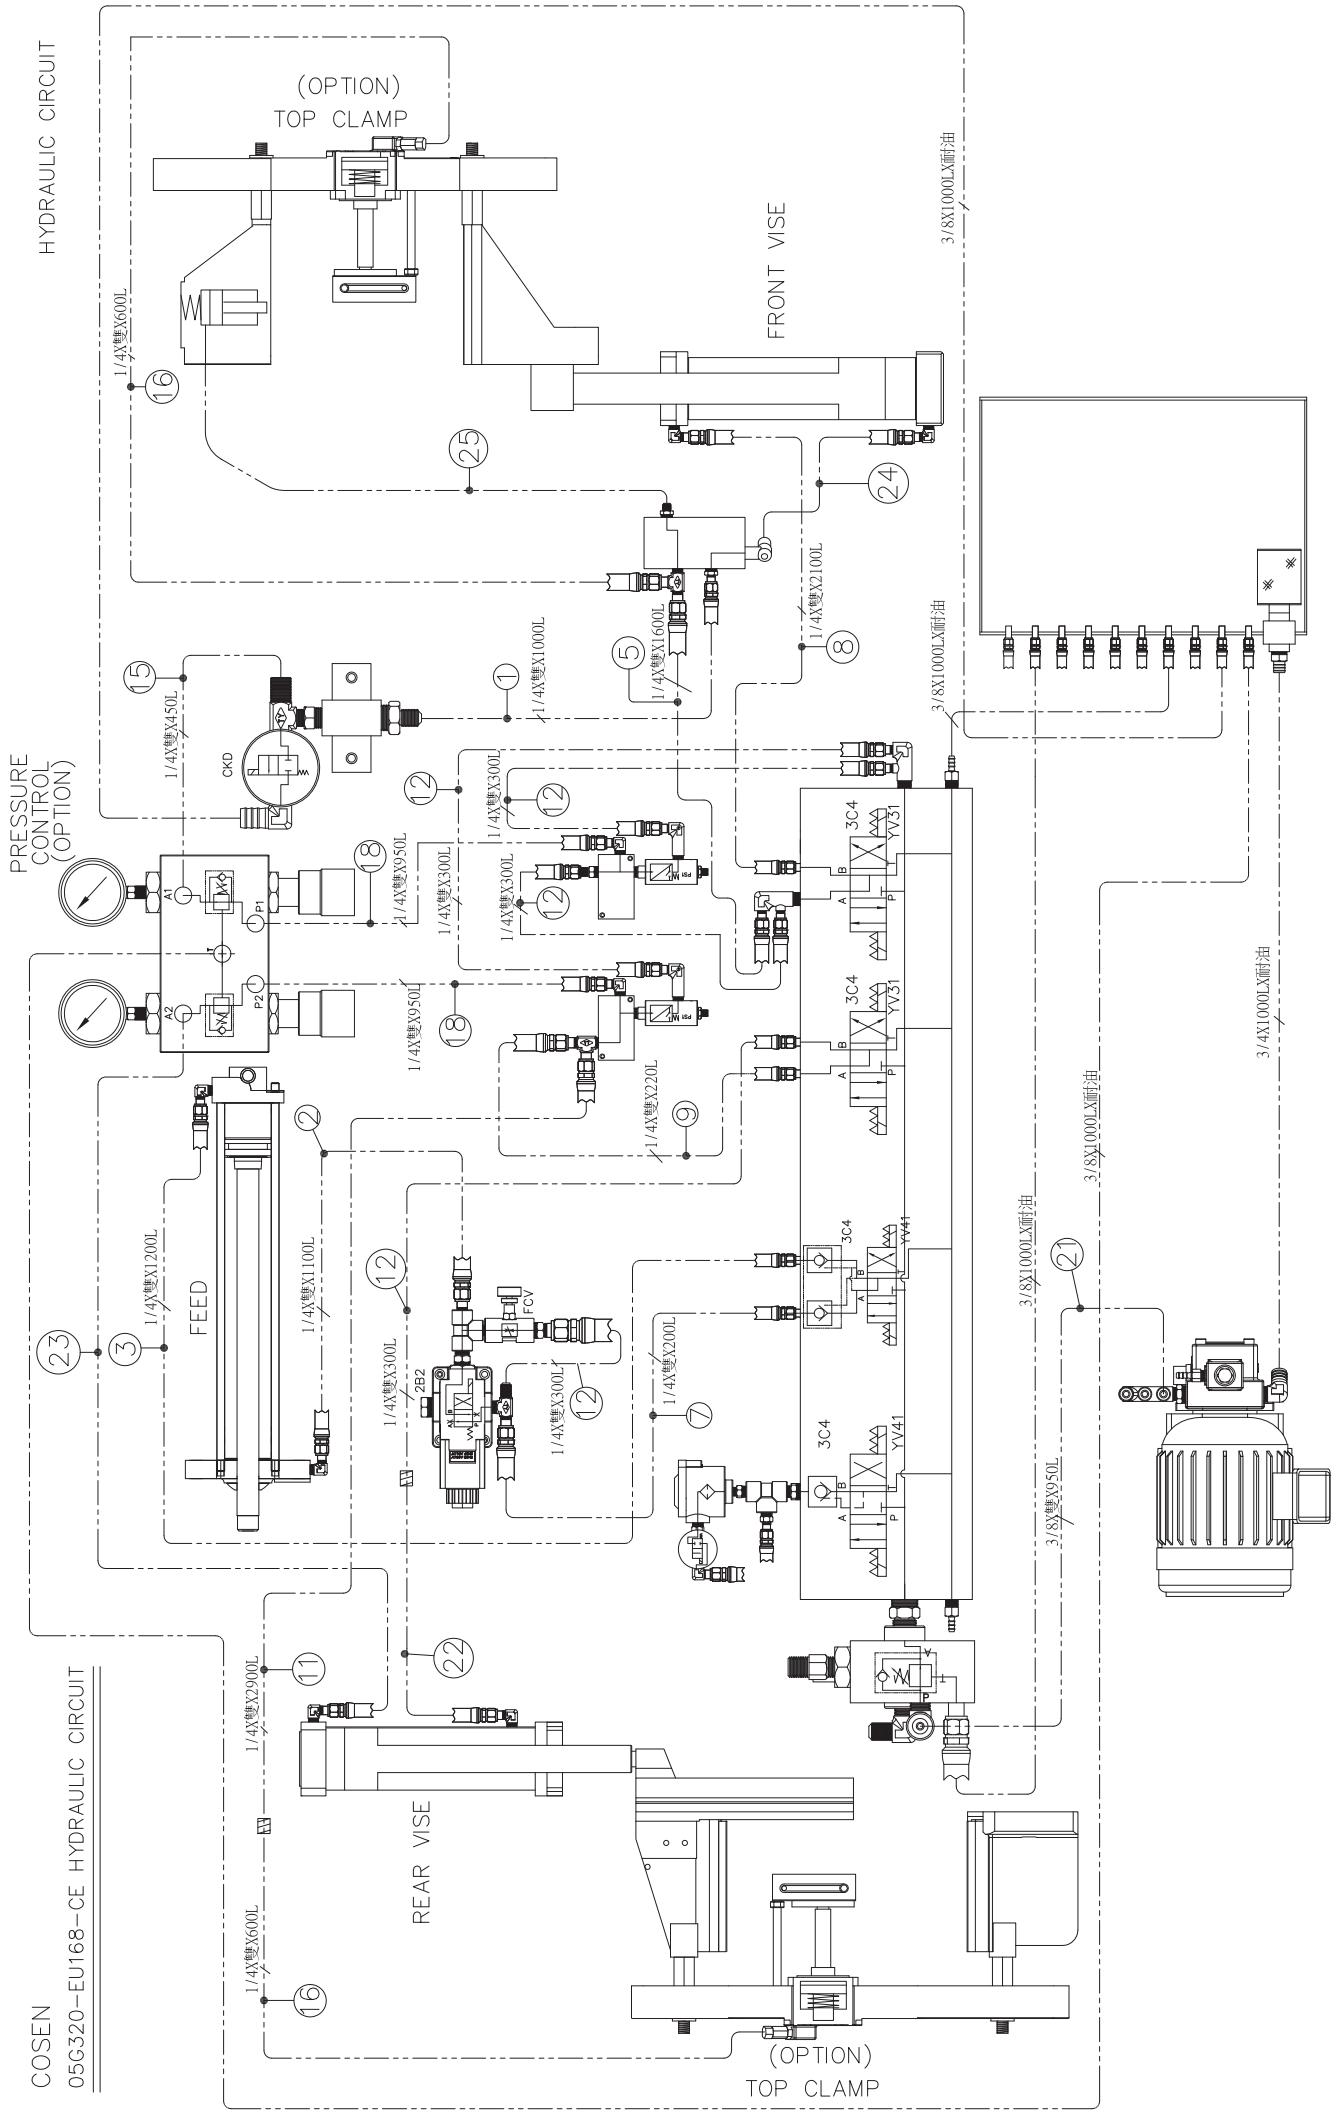 COSEN
05G320-EU168-CE HYDRAULIC CIRCUIT
HYDRAULIC CIRCUIT
PRESSURE
CONTROL
(OPTION)
(OPTION)
TOP CLAMP
FRONT VISE
1/4X雙X600L
16
25
24
3/8X1000LX耐油
15
1/4X雙X450L
CKD
1
1/4X雙X1000L
5
1/4X雙X1600L
8
1/4X雙X2100L
3/8X1000LX耐油
A1
P1
T
A2
P2
18
1/4X雙X950L
12
1/4X雙X300L
12
1/4X雙X300L
12
1/4X雙X300L
18
1/4X雙X950L
PS1
PS1
9
1/4X雙X220L
3C4
YV31
A
B
P
T
3C4
YV31
A
B
P
T
3C4
YV41
A
B
3C4
YV41
A
B
P
T
FEED
23
3
1/4X雙X1200L
2
1/4X雙X1100L
12
1/4X雙X300L
2B2
FCV
12
1/4X雙X300L
7
1/4X雙X200L
3/4X1000LX耐油
3/8X1000LX耐油
3/8X1000LX耐油
21
3/8X雙X950L
A
P
T
11
1/4X雙X2900L
22
REAR VISE
16
1/4X雙X600L
(OPTION)
TOP CLAMP